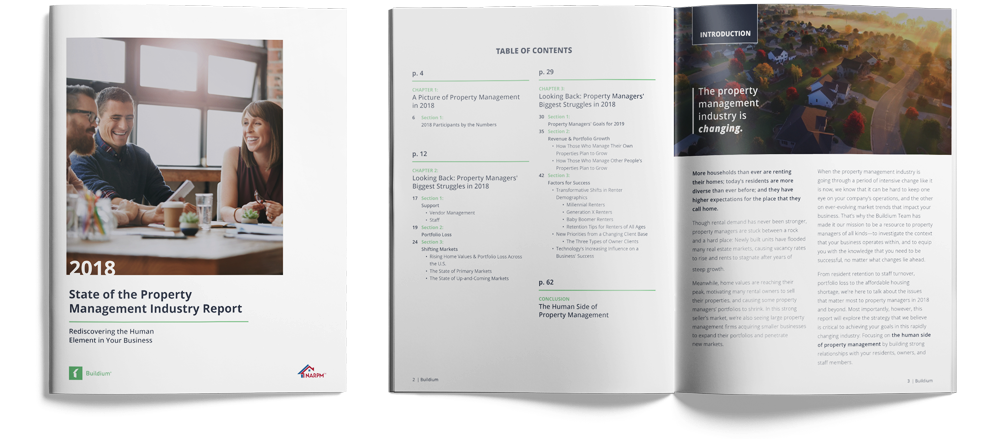 2018
State of the Property
Management Industry Report
Rediscovering the Human
Element in Your Business
Buildium
NARPM
TABLE OF CONTENTS
p. 4
CHAPTER 1:
A Picture of Property Management
in 2018
6 Section 1:
2018 Participants by the Numbers
p. 12
CHAPTER 2:
Looking Back: Property Managers'
Biggest Struggles in 2018
17 Section 1:
Support
• Vendor Management
• Staff
19 Section 2:
Portfolio Loss
24 Section 3:
Shifting Markets
• Rising Home Values & Portfolio Loss Across
the U.S.
• The State of Primary Markets
• The State of Up-and-Coming Markets
p. 29
CHAPTER 3:
Looking Back: Property Managers'
Biggest Struggles in 2018
30 Section 1:
Property Managers' Goals for 2019
35 Section 2:
Revenue & Portfolio Growth
• How Those Who Manage Their Own
Properties Plan to Grow
• How Those Who Manage Other People's
Properties Plan to Grow
42 Section 3:
Factors for Success
• Transformative Shifts in Renter
Demographics
• Millennial Renters
• Generation X Renters
• Baby Boomer Renters
• Retention Tips for Renters of All Ages
• New Priorities from a Changing Client Base
• The Three Types of Owner Clients
• Technology's Increasing Influence on a
Business' Success
p. 62
CONCLUSION
The Human Side of
Property Management
2 | Buildium
INTRODUCTION
The property
management
industry is
changing.
More households than ever are renting
their homes; today's residents are more
diverse than ever before; and they have
higher expectations for the place that they
call home.
Though rental demand has never been stronger,
property managers are stuck between a rock
and a hard place: Newly built units have flooded
many real estate markets, causing vacancy rates
to rise and rents to stagnate after years of
steep growth.
Meanwhile, home values are reaching their
peak, motivating many rental owners to sell
their properties, and causing some property
managers' portfolios to shrink. In this strong
seller's market, we're also seeing large property
management firms acquiring smaller businesses
to expand their portfolios and penetrate
new markets.
When the property management industry is
going through a period of intensive change like it
is now, we know that it can be hard to keep one
eye on your company's operations, and the other
on ever-evolving market trends that impact your
business. That's why the Buildium Team has
made it our mission to be a resource to property
managers of all kinds—to investigate the context
that your business operates within, and to equip
you with the knowledge that you need to be
successful, no matter what changes lie ahead.
From resident retention to staff turnover,
portfolio loss to the affordable housing
shortage, we're here to talk about the issues
that matter most to property managers in 2018
and beyond. Most importantly, however, this
report will explore the strategy that we believe
is critical to achieving your goals in this rapidly
changing industry: Focusing on the human side
of property management by building strong
relationships with your residents, owners, and
staff members.
3 | Buildium